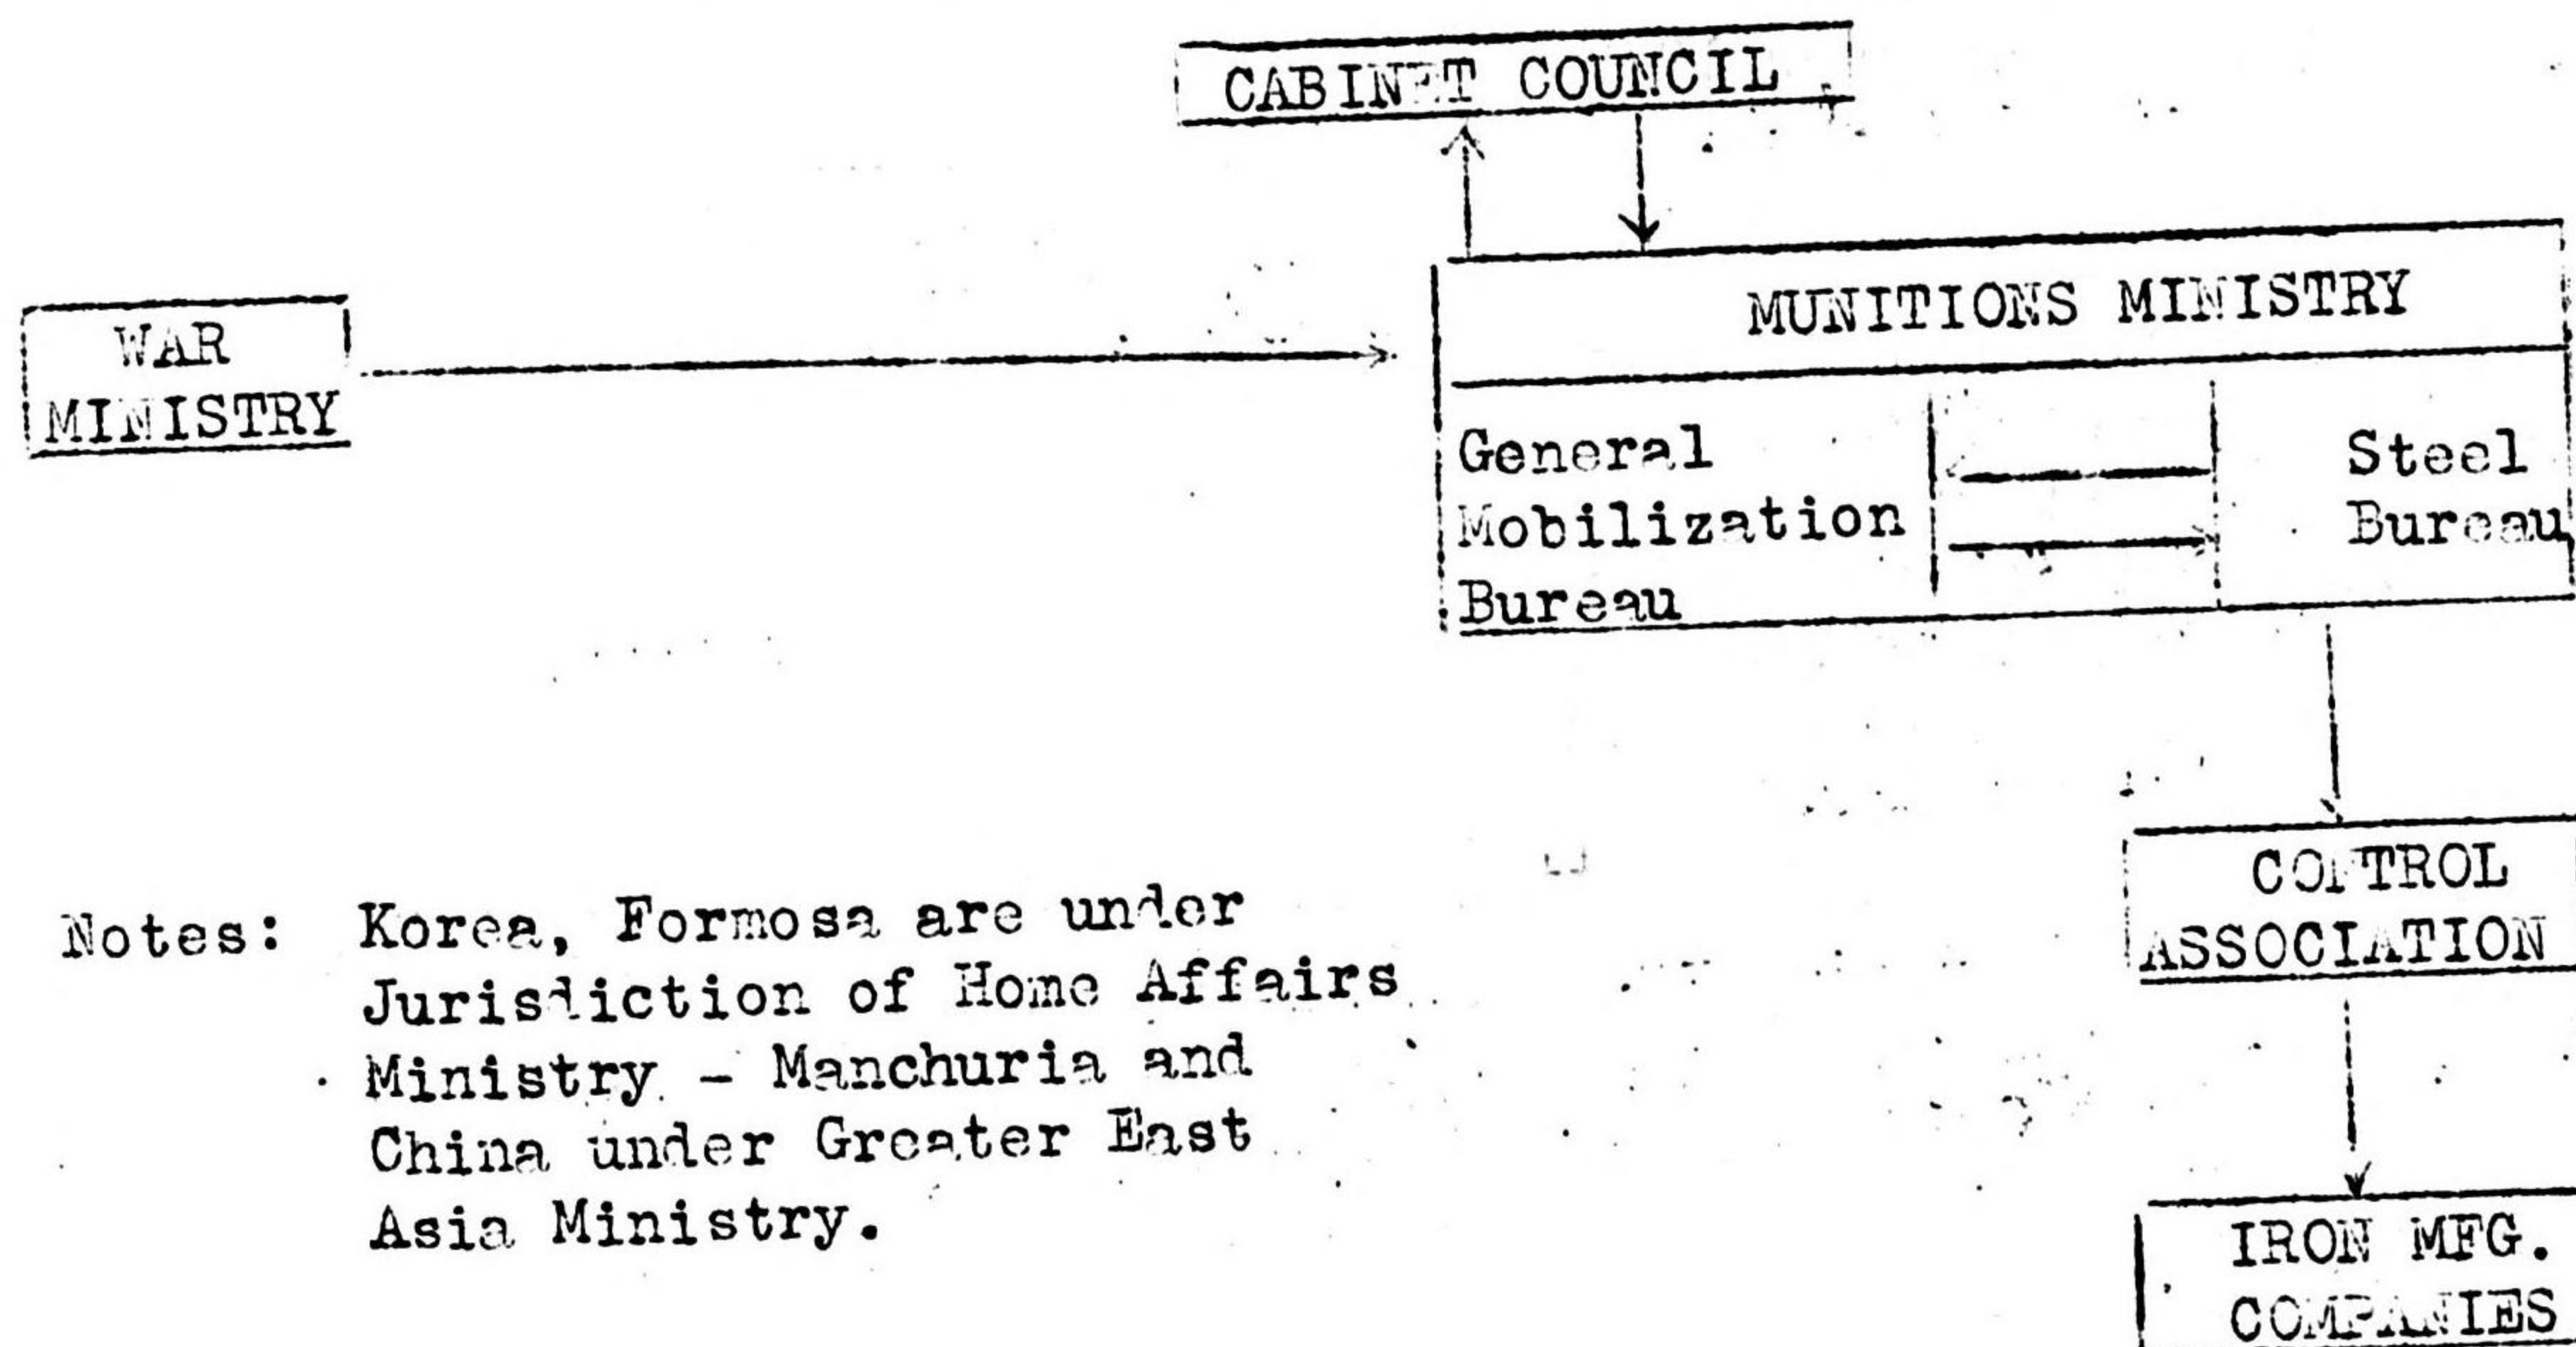 CABINET COUNCIL
MUNITIONS MINISTRY
WAR
MINISTRY
General
Mobilization
Bureau
Steel
Bureau
CONTROL
ASSOCIATION
Notes: Korea, Formosa are under
Jurisdiction of Home Affairs
Ministry - Manchuria and
China under Greater East
Asia Ministry.
IRON MFG.
COMPANIES